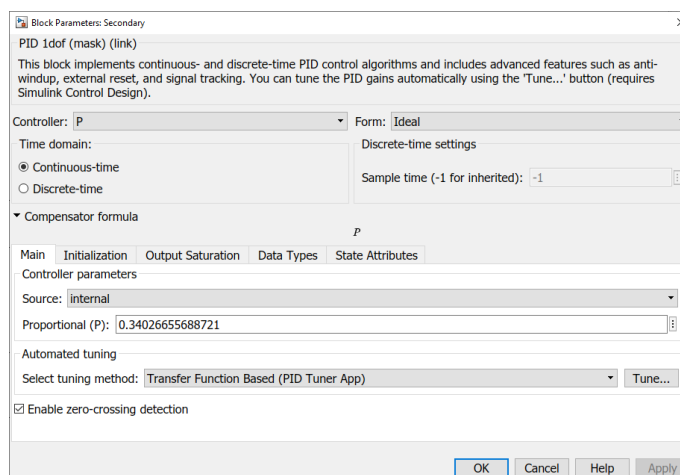 Block Parameters: Secondary
PID 1dof (mask) (link)
This block implements continuous- and discrete-time PID control algorithms and includes advanced features such as anti-
windup, external reset, and signal tracking. You can tune the PID gains automatically using the 'Tune...' button (requires
Simulink Control Design).
Controller: P Form: Ideal
Time domain: Discrete-time settings
Continuous-time
Sample time (-1 for inherited): -1
Discrete-time
Compensator formula
P
Main Initialization Output Saturation Data Types State Attributes
Controller parameters
Source: internal
Proportional (P): 0.34026655688721
Automated tuning
Select tuning method: Transfer Function Based (PID Tuner App) Tune...
Enable zero-crossing detection
OK Cancel Help Apply